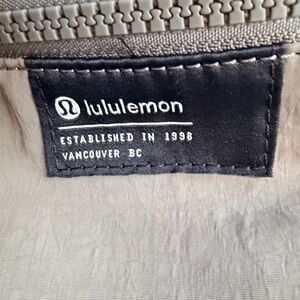 lululemon
ESTABLISHED IN 1998
VANCOUVER BC